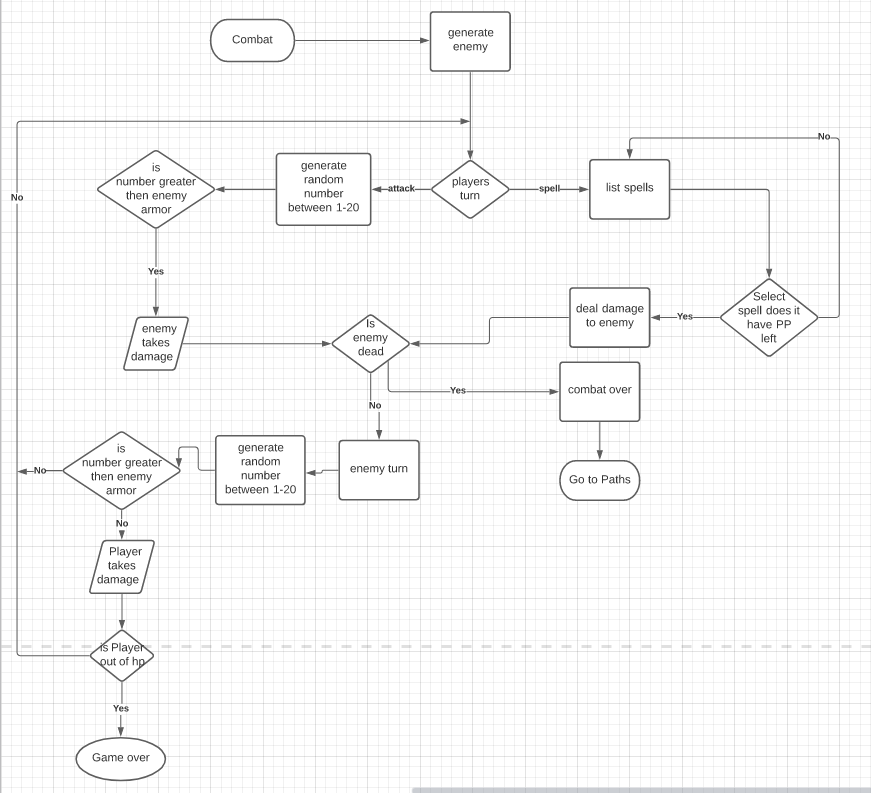 Combat
generate
enemy
No
No
is
number greater
then enemy
armor
generate
random
number
between 1-20
attack
players
turn
spell
list spells
Yes
enemy
takes
damage
Is
enemy
dead
deal damage
to enemy
Yes
Select
spell does it
have PP
left
Yes
combat over
No
is
number greater
then enemy
armor
generate
random
number
between 1-20
enemy turn
Go to Paths
No
No
Player
takes
damage
is Player
out of hp
Yes
Game over